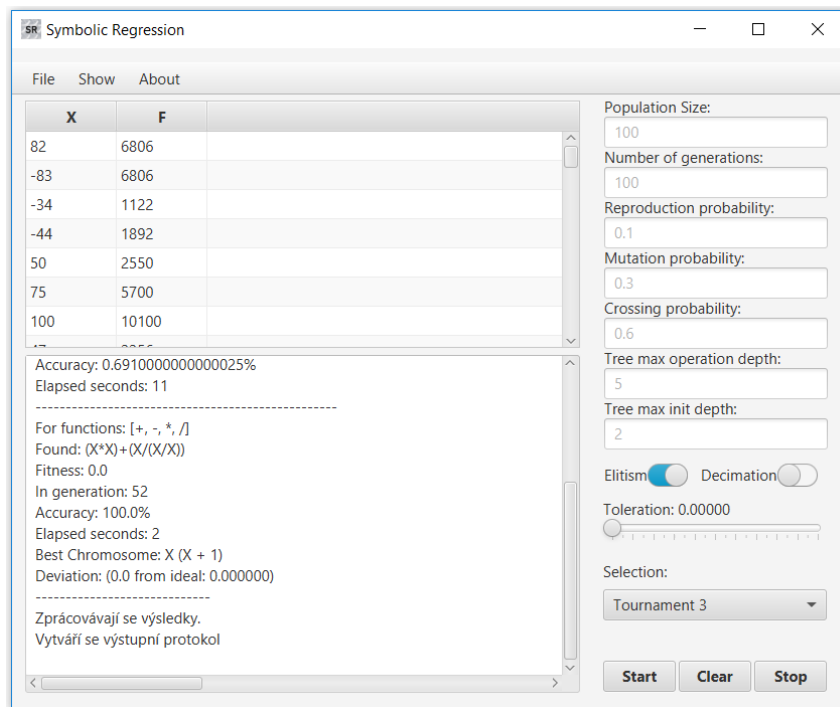 SR Symbolic Regression
File Show About
X F
82 6806
-83 6806
-34 1122
-44 1892
50 2550
75 5700
100 10100
Accuracy: 0.6910000000000025%
Elapsed seconds: 11
--------------------------------------------------
For functions: [+, -, *, /]
Found: (X*X)+(X/(X/X))
Fitness: 0.0
In generation: 52
Accuracy: 100.0%
Elapsed seconds: 2
Best Chromosome: X (X + 1)
Deviation: (0.0 from ideal: 0.000000)
-----------------------------
Zprácovávají se výsledky.
Vytváří se výstupní protokol
Population Size:
100
Number of generations:
100
Reproduction probability:
0.1
Mutation probability:
0.3
Crossing probability:
0.6
Tree max operation depth:
5
Tree max init depth:
2
Elitism Decimation
Toleration: 0.00000
Selection:
Tournament 3
Start Clear Stop